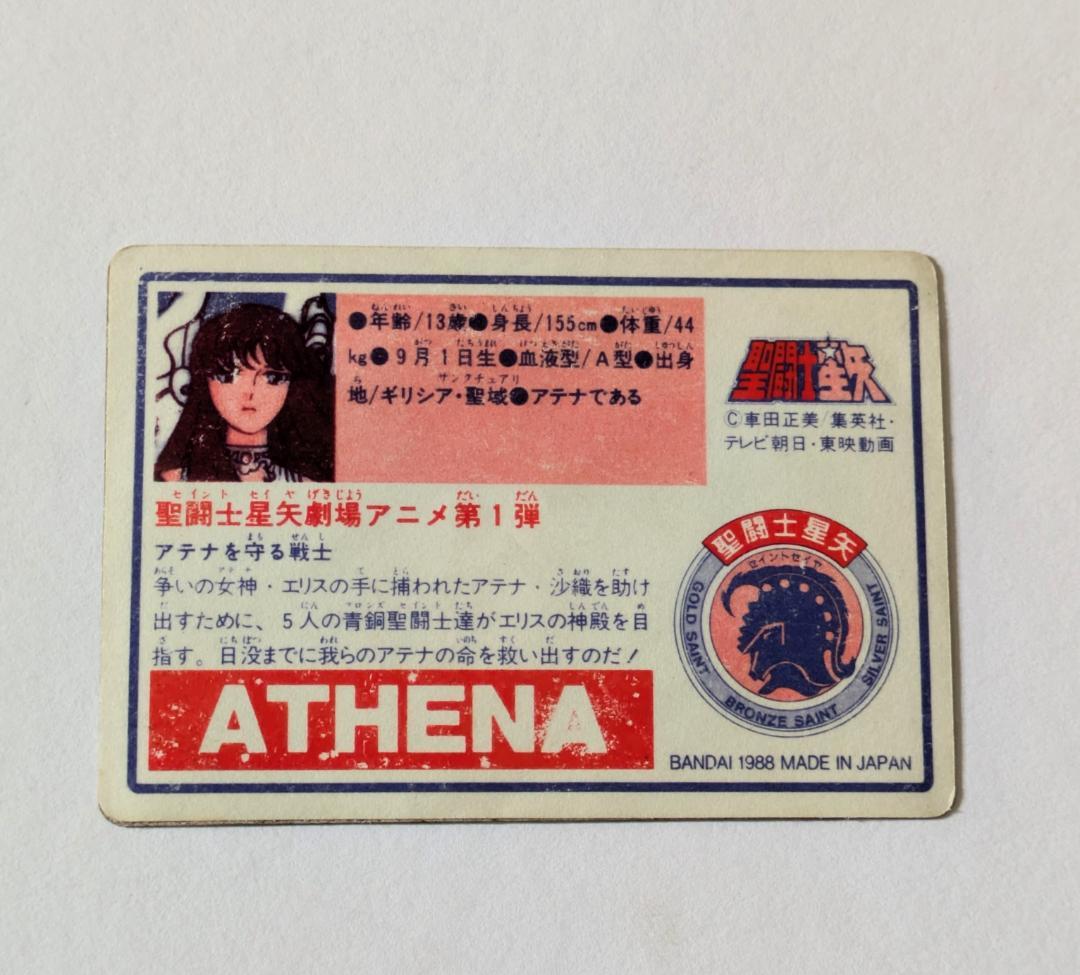 ●年齢/13歳●身長/155cm●体重/44
kg●9月1日生●血液型/A型●出身
地/ギリシア・聖域●アテナである
聖闘士星矢
©車田正美/集英社・
テレビ朝日・東映動画
聖闘士星矢劇場アニメ第1弾
アテナを守る戦士
争いの女神・エリスの手に捕われたアテナ・沙織を助け
出すために、5人の青銅聖闘士達がエリスの神殿を目
指す。日没までに我らのアテナの命を救い出すのだ!
ATHENA
聖闘士星矢
セイントセイヤ
GOLD SAINT
BRONZE SAINT
SILVER SAINT
BANDAI 1988 MADE IN JAPAN